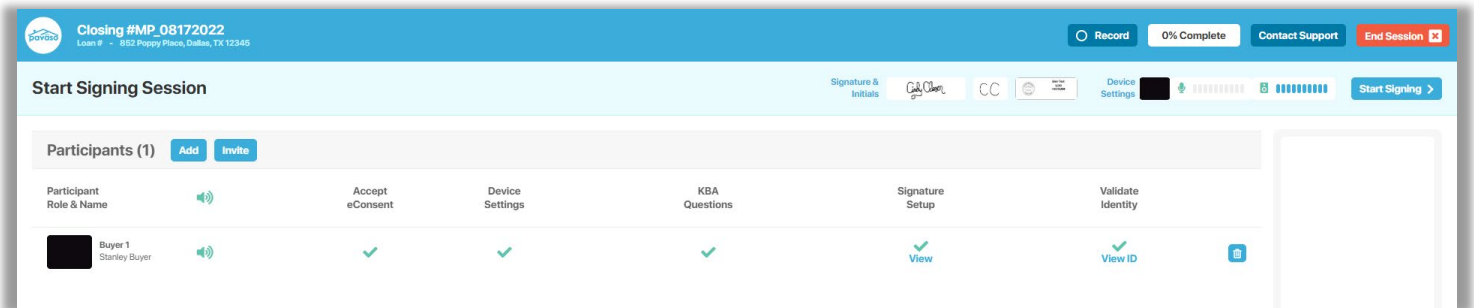 pavaso
Closing #MP_08172022
Loan # - 852 Poppy Place, Dallas, TX 12345
Record
0% Complete
Contact Support
End Session
Start Signing Session
Signature &
Initials
CC
Device
Settings
Start Signing
Participants (1)
Add
Invite
Participant
Role & Name
Accept
eConsent
Device
Settings
KBA
Questions
Signature
Setup
Validate
Identity
Buyer 1
Stanley Buyer
View
View ID